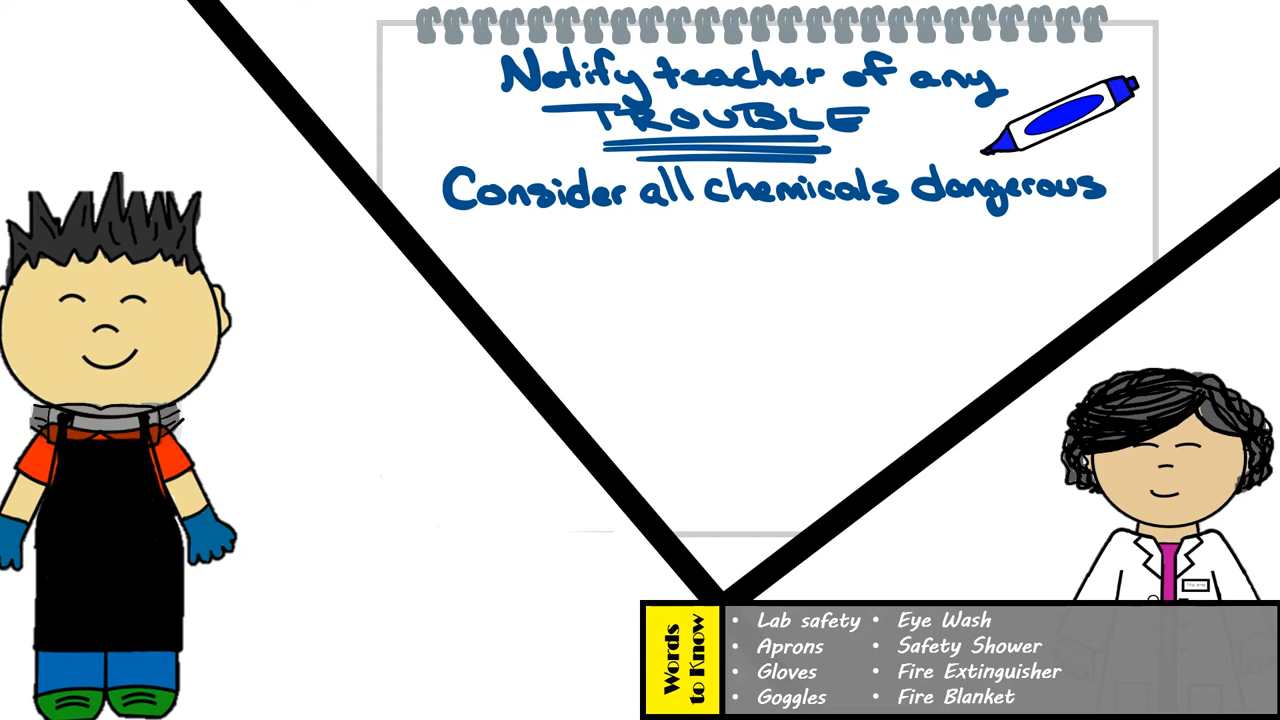 Notify teacher of any
TROUBLE
Consider all chemicals dangerous
Words
to Know
• Lab safety
• Aprons
• Gloves
• Goggles
• Eye Wash
• Safety Shower
• Fire Extinguisher
• Fire Blanket